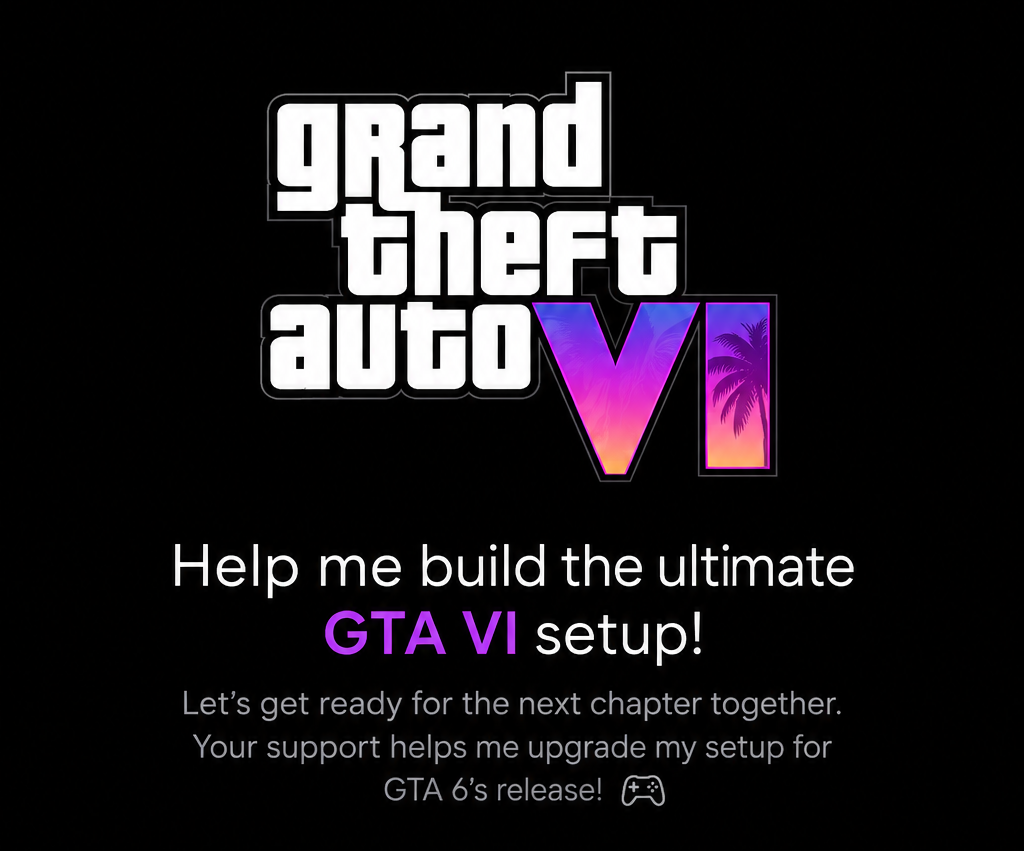 grand
theft
auto VI
Help me build the ultimate
GTA VI setup!
Let’s get ready for the next chapter together.
Your support helps me upgrade my setup for
GTA 6’s release!